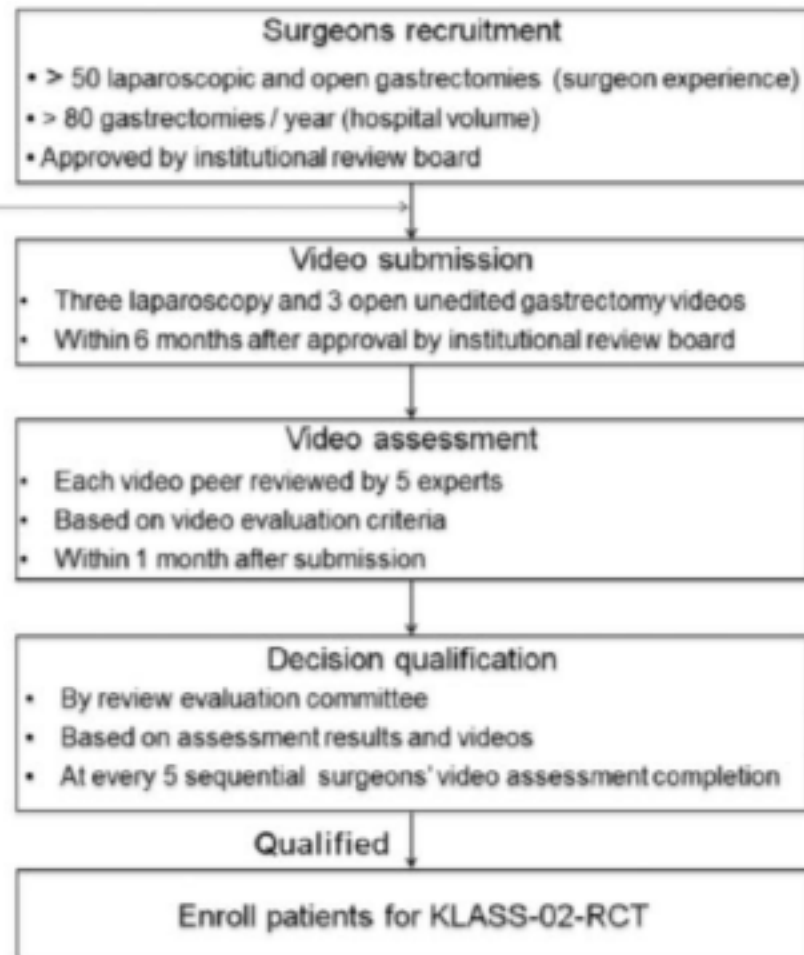 Surgeons recruitment
• > 50 laparoscopic and open gastrectomies (surgeon experience)
• > 80 gastrectomies / year (hospital volume)
• Approved by institutional review board
Video submission
• Three laparoscopy and 3 open unedited gastrectomy videos
• Within 6 months after approval by institutional review board
Video assessment
• Each video peer reviewed by 5 experts
• Based on video evaluation criteria
• Within 1 month after submission
Decision qualification
• By review evaluation committee
• Based on assessment results and videos
• At every 5 sequential surgeons' video assessment completion
Qualified
Enroll patients for KLASS-02-RCT